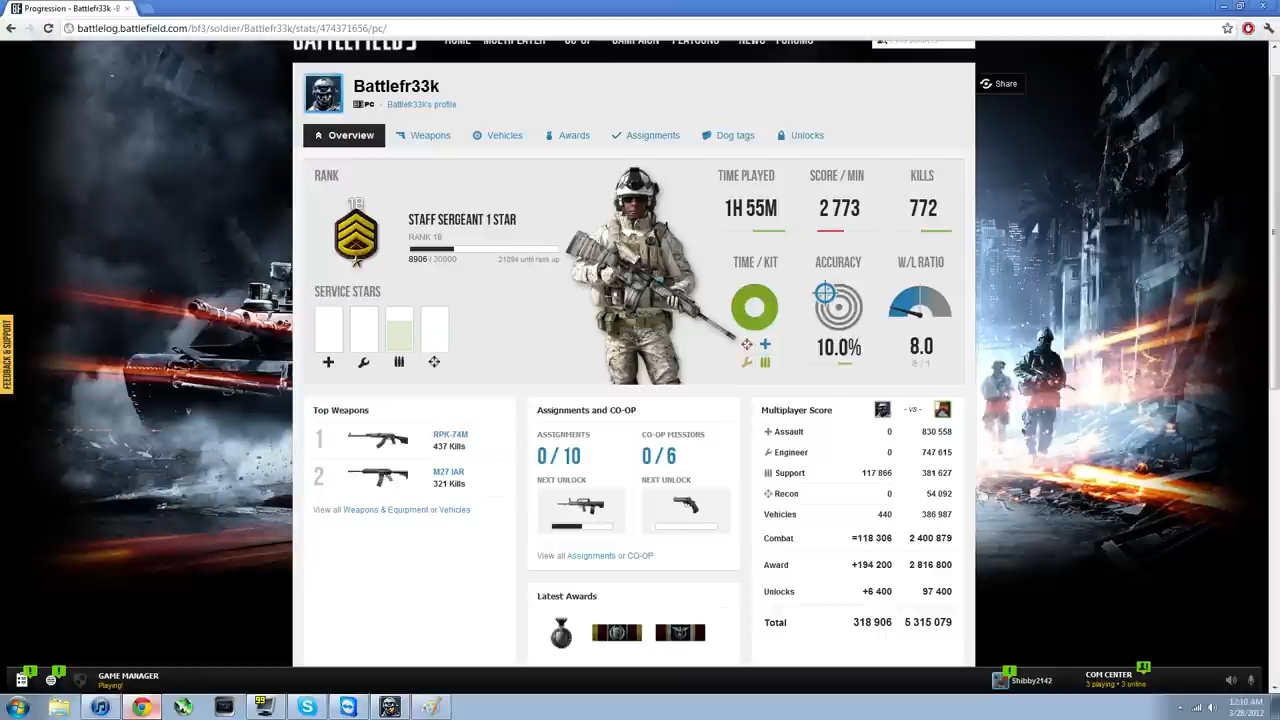 Progression - Battlefr33k -B
battlelog.battlefield.com/bf3/soldier/Battlefr33k/stats/474371656/pc/
BATTLEFIELD 3 HOME MULTIPLAYER CO-OP CAMPAIGN PLATOONS NEWS FORUMS
Battlefr33k
PC - Battlefr33k's profile
Share
Overview Weapons Vehicles Awards Assignments Dog tags Unlocks
RANK
TIME PLAYED SCORE / MIN KILLS
18
1H 55M 2 773 772
STAFF SERGEANT 1 STAR
RANK 18
8906 / 30000 21094 until rank up
TIME / KIT ACCURACY W/L RATIO
SERVICE STARS
10.0% 8.0
8 / 1
FEEDBACK & SUPPORT
Top Weapons
1 RPK-74M
437 Kills
2 M27 IAR
321 Kills
View all Weapons & Equipment or Vehicles
Assignments and CO-OP
ASSIGNMENTS CO-OP MISSIONS
0 / 10 0 / 6
NEXT UNLOCK NEXT UNLOCK
View all Assignments or CO-OP
Latest Awards
Multiplayer Score - vs -
Assault 0 830 558
Engineer 0 747 615
Support 117 866 381 627
Recon 0 54 092
Vehicles 440 386 987
Combat =118 306 2 400 879
Award +194 200 2 816 800
Unlocks +6 400 97 400
Total 318 906 5 315 079
GAME MANAGER
Playing!
Shibby2142
COM CENTER
3 playing • 3 online
99
12:10 AM
3/28/2012